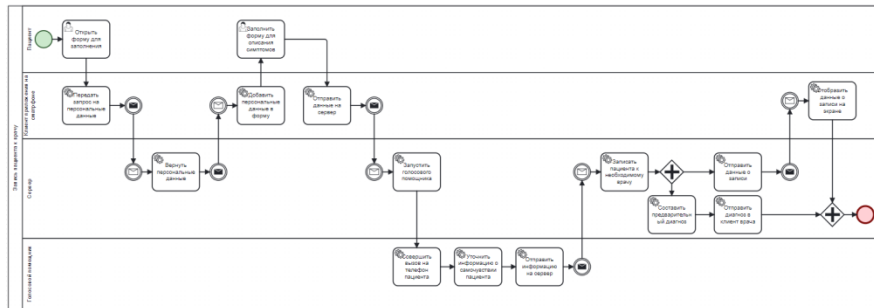 Запись пациента к врачу
Пациент
Открыть
форму для
заполнения
Заполнить
форму для
описания
симптомов
Клиент приложения на
смартфоне
Передать
запрос на
персональные
данные
Добавить
персональные
данные в
форму
Отправить
данные на
сервер
Отобразить
данные о
записи на
экране
Сервер
Вернуть
персональные
данные
Запустить
голосового
помощника
Записать
пациента к
необходимому
врачу
Отправить
данные о
записи
Составить
предваритель
ый диагноз
Отправить
диагноз в
клиент врача
Голосовой помощник
Совершить
вызов на
телефон
пациента
Уточнить
информацию о
самочувствии
пациента
Отправить
информацию
на сервер